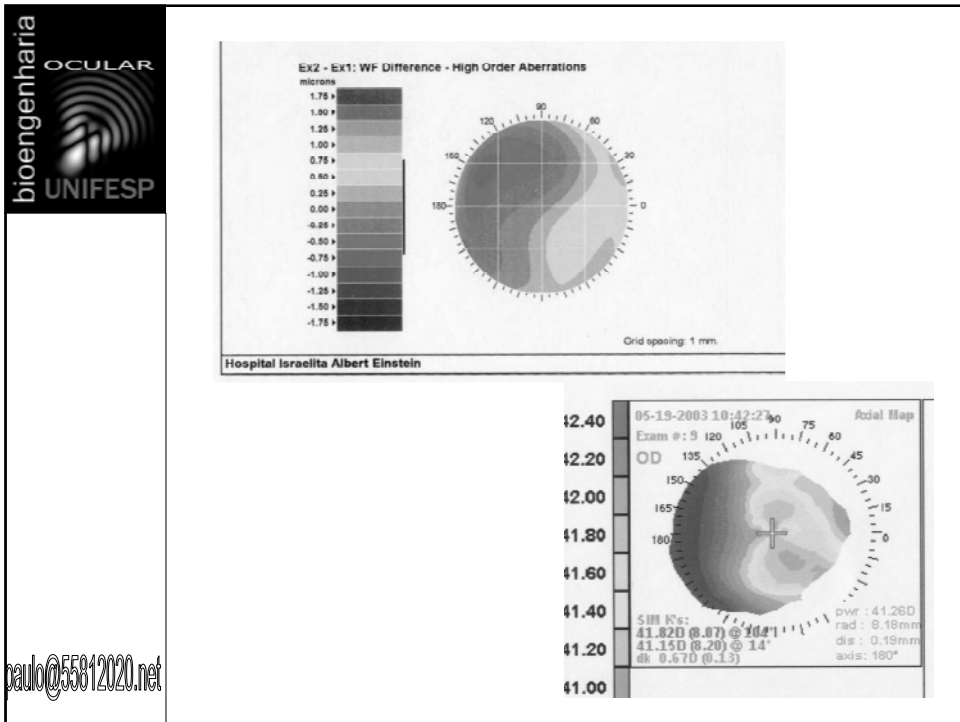 bioengenharia
OCULAR
UNIFESP
Ex2 - Ex1: WF Difference - High Order Aberrations
microns
1.75
1.50
1.25
1.00
0.75
0.50
0.25
0.00
-0.25
-0.50
-0.75
-1.00
-1.25
-1.50
-1.75
90
120
60
150
30
180
0
Grid spacing: 1 mm.
Hospital Israelita Albert Einstein
42.40
42.20
42.00
41.80
41.60
41.40
41.20
41.00
05-19-2003 10:42:27
Axial Map
Exam #: 9
OD
105
90
75
120
60
135
45
150
30
165
15
180
0
SIM K's:
41.82D (8.07) @ 104°
41.15D (8.20) @ 14°
dk 0.67D (0.13)
pwr : 41.26D
rad : 8.18mm
dis : 0.19mm
axis: 180°
paulo@55812020.net